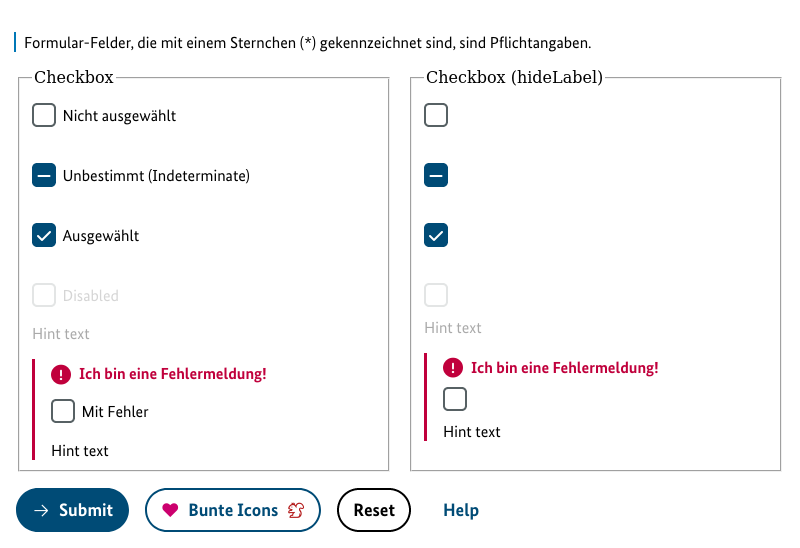 Formular-Felder, die mit einem Sternchen (*) gekennzeichnet sind, sind Pflichtangaben.
Checkbox
Nicht ausgewählt
Unbestimmt (Indeterminate)
Ausgewählt
Disabled
Hint text
Ich bin eine Fehlermeldung!
Mit Fehler
Hint text
Checkbox (hideLabel)
Hint text
Ich bin eine Fehlermeldung!
Hint text
Submit
Bunte Icons
Reset
Help